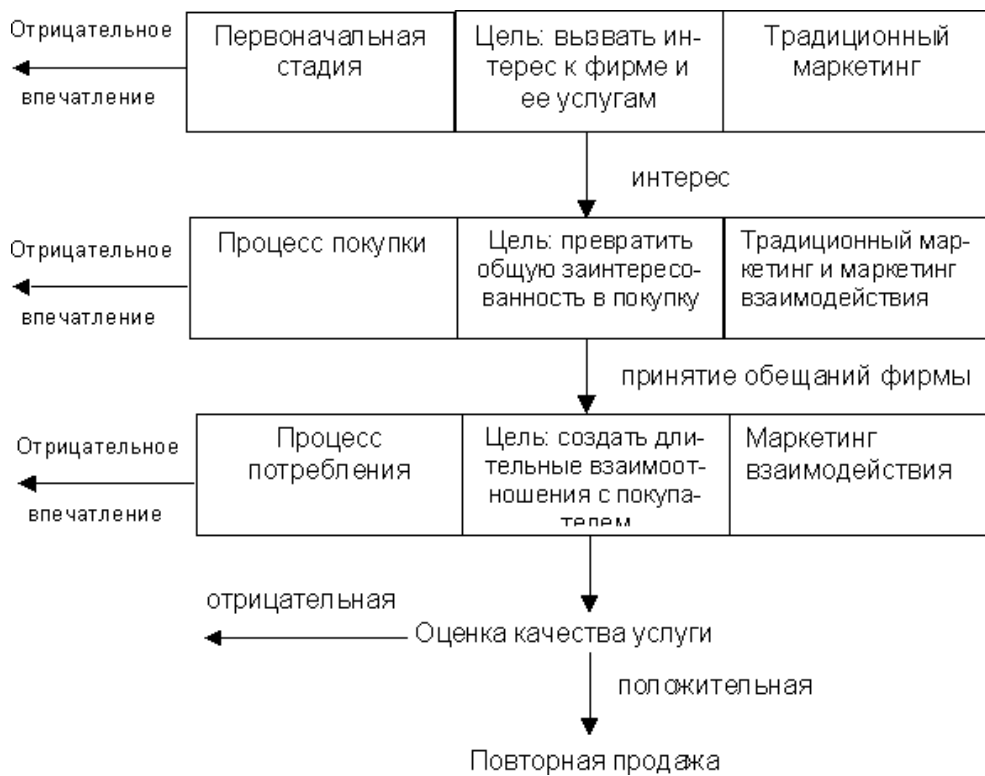 Отрицательное
впечатление
Первоначальная
стадия
Цель: вызвать ин-
терес к фирме и
ее услугам
Традиционный
маркетинг
интерес
Отрицательное
впечатление
Процесс покупки
Цель: превратить
общую заинтересо-
ванность в покупку
Традиционный мар-
кетинг и маркетинг
взаимодействия
принятие обещаний фирмы
Отрицательное
впечатление
Процесс
потребления
Цель: создать дли-
тельные взаимоот-
ношения с покупа-
телем
Маркетинг
взаимодействия
отрицательная
Оценка качества услуги
положительная
Повторная продажа